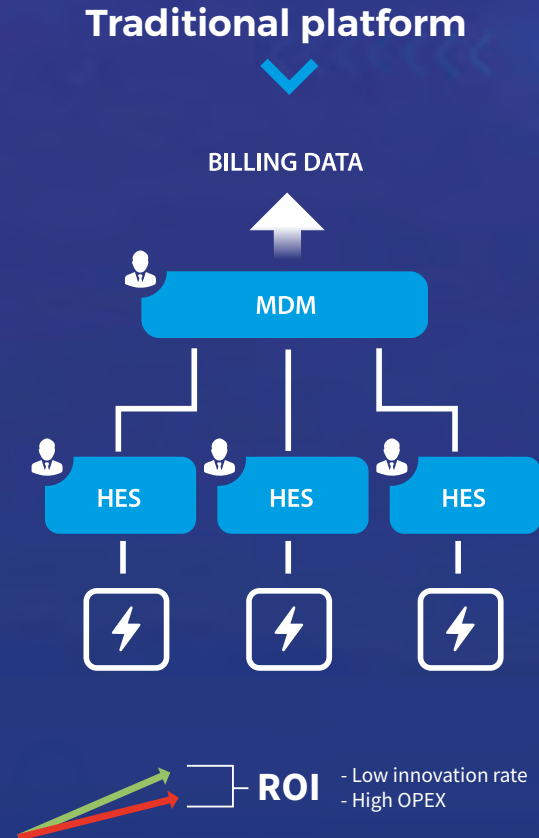 Traditional platform
BILLING DATA
MDM
HES
HES
HES
ROI
- Low innovation rate
- High OPEX